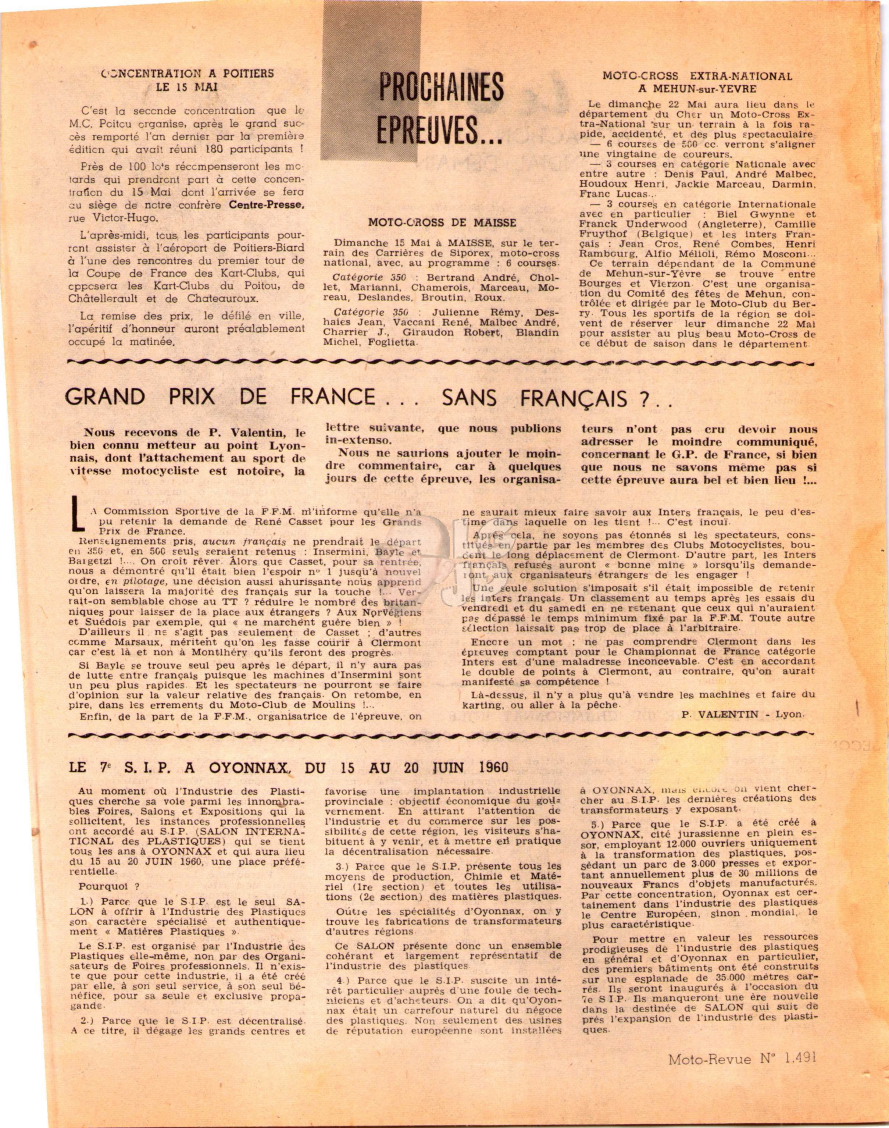 CONCENTRATION A POITIERS
LE 15 MAI
C'est la seconde concentration que le
M.C. Poitou organise, après le grand suc-
cès remporté l'an dernier par la première
édition qui avait réuni 180 participants !
Près de 100 lots récompenseront les mo-
tards qui prendront part à cette concen-
tration du 15 Mai dont l'arrivée se fera
au siège de notre confrère Centre-Presse,
rue Victor-Hugo.
L'après-midi, tous les participants pour-
ront assister à l'aéroport de Poitiers-Biard
à l'une des rencontres du premier tour de
la Coupe de France des Kart-Clubs, qui
opposera les Kart-Clubs du Poitou, de
Châtellerault et de Chateauroux.
La remise des prix, le défilé en ville,
l'apéritif d'honneur auront préalablement
occupé la matinée.
PROCHAINES
EPREUVES...
MOTO-CROSS DE MAISSE
Dimanche 15 Mai à MAISSE, sur le ter-
rain des Carrières de Siporex, moto-cross
national, avec, au programme : 6 courses.
Catégorie 350 : Bertrand André, Chol-
let, Marianni, Chamerois, Marceau, Mo-
reau, Deslandes, Broutin, Roux.
Catégorie 350 : Julienne Rémy, Des-
haies Jean, Vaccani René, Malbec André,
Charrier J., Giraudon Robert, Blandin
Michel, Foglietta.
MOTO-CROSS EXTRA-NATIONAL
A MEHUN-sur-YEVRE
Le dimanche 22 Mai aura lieu dans le
département du Cher un Moto-Cross Ex-
tra-National sur un terrain à la fois ra-
pide, accidenté, et des plus spectaculaire.
— 6 courses de 500 cc. verront s'aligner
une vingtaine de coureurs.
— 3 courses en catégorie Nationale avec
entre autre : Denis Paul, André Malbec,
Houdoux Henri, Jackie Marceau, Darmin,
Franc Lucas...
— 3 courses en catégorie Internationale
avec en particulier : Biel Gwynne et
Franck Underwood (Angleterre), Camille
Fruythof (Belgique) et les inters Fran-
çais : Jean Cros, René Combes, Henri
Rambourg, Alfio Mélioli, Rémo Mosconi...
Ce terrain dépendant de la Commune
de Mehun-sur-Yèvre se trouve entre
Bourges et Vierzon. C'est une organisa-
tion du Comité des fêtes de Mehun, con-
trôlée et dirigée par le Moto-Club du Ber-
ry. Tous les sportifs de la région se doi-
vent de réserver leur dimanche 22 Mai
pour assister au plus beau Moto-Cross de
ce début de saison dans le département.
GRAND PRIX DE FRANCE... SANS FRANÇAIS ?..
Nous recevons de P. Valentin, le
bien connu metteur au point Lyon-
nais, dont l'attachement au sport de
vitesse motocycliste est notoire, la
lettre suivante, que nous publions
in-extenso.
Nous ne saurions ajouter le moin-
dre commentaire, car à quelques
jours de cette épreuve, les organisa-
teurs n'ont pas cru devoir nous
adresser le moindre communiqué,
concernant le G.P. de France, si bien
que nous ne savons même pas si
cette épreuve aura bel et bien lieu !...
LA Commission Sportive de la F.F.M. m'informe qu'elle n'a
pu retenir la demande de René Casset pour les Grands
Prix de France.
Renseignements pris, aucun français ne prendrait le départ
en 350 et, en 500 seuls seraient retenus : Insermini, Bayle et
Bargetzi !... On croit rêver. Alors que Casset, pour sa rentrée,
nous a démontré qu'il était bien l'espoir nº 1 jusqu'à nouvel
ordre, en pilotage, une décision aussi ahurissante nous apprend
qu'on laissera la majorité des français sur la touche !... Ver-
rait-on semblable chose au TT ? réduire le nombre des britan-
niques pour laisser de la place aux étrangers ? Aux Norvégiens
et Suédois par exemple, qui « ne marchent guère bien » !
D'ailleurs il ne s'agit pas seulement de Casset ; d'autres
comme Marsaux, méritent qu'on les fasse courir à Clermont
car c'est là et non à Montlhéry qu'ils feront des progrès.
Si Bayle se trouve seul peu après le départ, il n'y aura pas
de lutte entre français puisque les machines d'Insermini sont
un peu plus rapides. Et les spectateurs ne pourront se faire
d'opinion sur la valeur relative des français. On retombe, en
pire, dans les errements du Moto-Club de Moulins !...
Enfin, de la part de la F.F.M., organisatrice de l'épreuve, on
ne saurait mieux faire savoir aux Inters français, le peu d'es-
time dans laquelle on les tient !... C'est inouï.
Après cela, ne soyons pas étonnés si les spectateurs, cons-
titués en partie par les membres des Clubs Motocyclistes, bou-
dent le long déplacement de Clermont. D'autre part, les Inters
français refusés auront « bonne mine » lorsqu'ils demande-
ront aux organisateurs étrangers de les engager !
Une seule solution s'imposait s'il était impossible de retenir
les inters français. Un classement au temps après les essais du
vendredi et du samedi en ne retenant que ceux qui n'auraient
pas dépassé le temps minimum fixé par la F.F.M. Toute autre
sélection laissait pas trop de place à l'arbitraire.
Encore un mot ; ne pas comprendre Clermont dans les
épreuves comptant pour le Championnat de France catégorie
Inters est d'une maladresse inconcevable. C'est en accordant
le double de points à Clermont, au contraire, qu'on aurait
manifesté sa compétence !
Là-dessus, il n'y a plus qu'à vendre les machines et faire du
karting, ou aller à la pêche.
P. VALENTIN - Lyon.
LE 7e S. I. P. A OYONNAX, DU 15 AU 20 JUIN 1960
Au moment où l'Industrie des Plasti-
ques cherche sa voie parmi les innombra-
bles Foires, Salons et Expositions qui la
sollicitent, les instances professionnelles
ont accordé au S.I.P. (SALON INTERNA-
TIONAL des PLASTIQUES) qui se tient
tous les ans à OYONNAX et qui aura lieu
du 15 au 20 JUIN 1960, une place préfé-
rentielle.
Pourquoi ?
1.) Parce que le S.I.P. est le seul SA-
LON à offrir à l'Industrie des Plastiques
son caractère spécialisé et authentique-
ment « Matières Plastiques ».
Le S.I.P. est organisé par l'Industrie des
Plastiques elle-même, non par des Organi-
sateurs de Foires professionnels. Il n'exis-
te que pour cette industrie, il a été créé
par elle, à son seul service, à son seul bé-
néfice, pour sa seule et exclusive propa-
gande.
2.) Parce que le S.I.P. est décentralisé.
A ce titre, il dégage les grands centres et
favorise une implantation industrielle
provinciale : objectif économique du gou-
vernement. En attirant l'attention de
l'industrie et du commerce sur les pos-
sibilités de cette région, les visiteurs s'ha-
bituent à y venir, et à mettre en pratique
la décentralisation nécessaire.
3.) Parce que le S.I.P. présente tous les
moyens de production, Chimie et Maté-
riel (1re section) et toutes les utilisa-
tions (2e section) des matières plastiques.
Outre les spécialités d'Oyonnax, on y
trouve les fabrications de transformateurs
d'autres régions.
Ce SALON présente donc un ensemble
cohérant et largement représentatif de
l'industrie des plastiques
4.) Parce que le S.I.P. suscite un inté-
rêt particulier auprès d'une foule de tech-
niciens et d'acheteurs. On a dit qu'Oyon-
nax était un carrefour naturel du négoce
des plastiques. Non seulement des usines
de réputation européenne sont installées
à OYONNAX, mais encore on vient cher-
cher au S.I.P. les dernières créations des
transformateurs y exposant.
5.) Parce que le S.I.P. a été créé à
OYONNAX, cité jurassienne en plein es-
sor, employant 12.000 ouvriers uniquement
à la transformation des plastiques, pos-
sédant un parc de 3.000 presses et expor-
tant annuellement plus de 30 millions de
nouveaux Francs d'objets manufacturés.
Par cette concentration, Oyonnax est cer-
tainement dans l'industrie des plastiques
le Centre Européen, sinon mondial, le
plus caractéristique.
Pour mettre en valeur les ressources
prodigieuses de l'industrie des plastiques
en général et d'Oyonnax en particulier,
des premiers bâtiments ont été construits
sur une esplanade de 35.000 mètres car-
rés. Ils seront inaugurés à l'occasion du
7e S.I.P. Ils manqueront une ère nouvelle
dans la destinée de SALON qui suit de
près l'expansion de l'industrie des plasti-
ques.
Moto-Revue N° 1.491